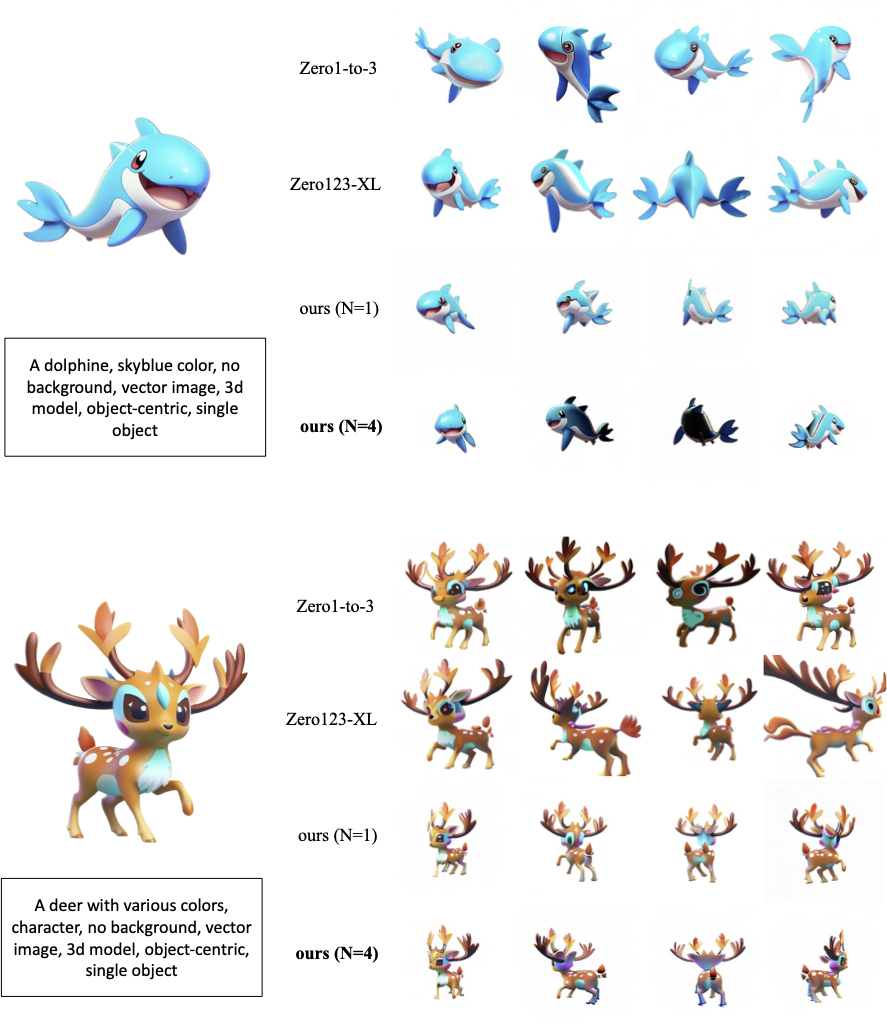 Zero1-to-3
Zero123-XL
ours (N=1)
ours (N=4)
A dolphine, skyblue color, no
background, vector image, 3d
model, object-centric, single
object
Zero1-to-3
Zero123-XL
ours (N=1)
ours (N=4)
A deer with various colors,
character, no background, vector
image, 3d model, object-centric,
single object